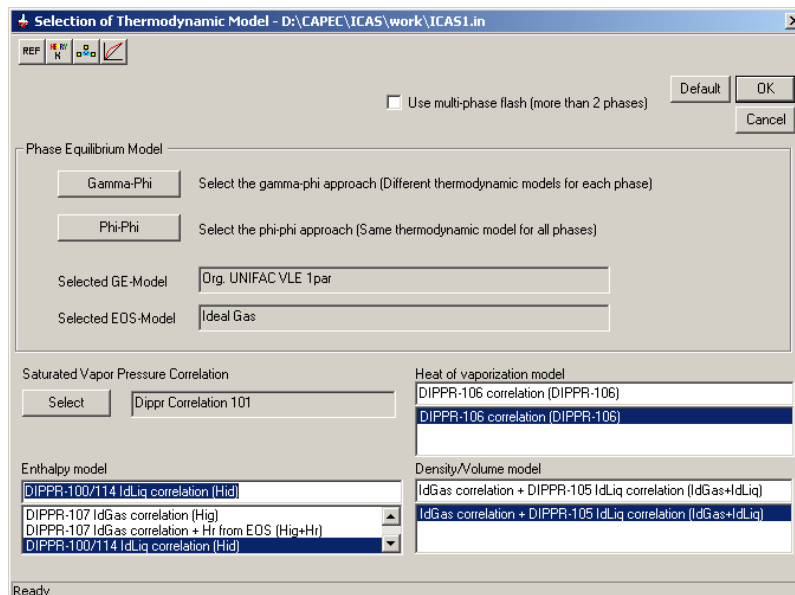 Selection of Thermodynamic Model - D:\CAPEC\ICAS\work\ICAS1.in
REF HE RY K
Use multi-phase flash (more than 2 phases)
Default
OK
Cancel
Phase Equilibrium Model
Gamma-Phi Select the gamma-phi approach (Different thermodynamic models for each phase)
Phi-Phi Select the phi-phi approach (Same thermodynamic model for all phases)
Selected GE-Model Org. UNIFAC VLE 1par
Selected EOS-Model Ideal Gas
Saturated Vapor Pressure Correlation
Select Dippr Correlation 101
Heat of vaporization model
DIPPR-106 correlation (DIPPR-106)
DIPPR-106 correlation (DIPPR-106)
Enthalpy model
DIPPR-100/114 IdLiq correlation (Hid)
DIPPR-107 IdGas correlation (Hig)
DIPPR-107 IdGas correlation + Hr from EOS (Hig+Hr)
DIPPR-100/114 IdLiq correlation (Hid)
Density/Volume model
IdGas correlation + DIPPR-105 IdLiq correlation (IdGas+IdLiq)
IdGas correlation + DIPPR-105 IdLiq correlation (IdGas+IdLiq)
Ready